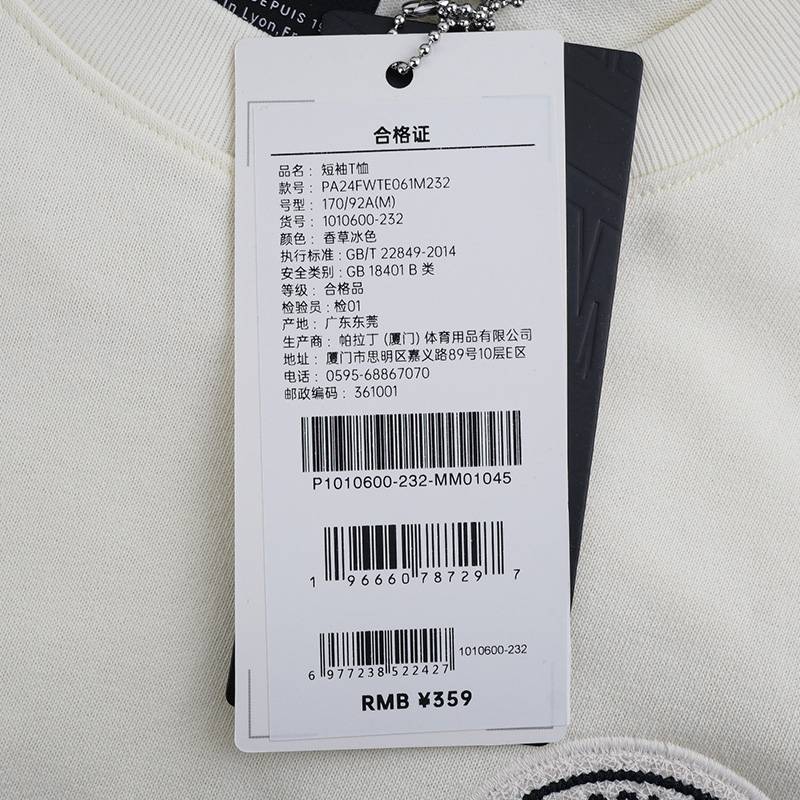 DEPUIS 19
In Lyon, Fr
合格证
品名： 短袖T恤
款号： PA24FWTE061M232
号型： 170/92A(M)
货号： 1010600-232
颜色： 香草冰色
执行标准：GB/T 22849-2014
安全类别：GB 18401 B 类
等级： 合格品
检验员：检01
产地： 广东东莞
生产商： 帕拉丁 (厦门) 体育用品有限公司
地址： 厦门市思明区嘉义路89号10层E区
电话： 0595-68867070
邮政编码： 361001
P1010600-232-MM01045
1 96660 78729 7
6 977238 522427
1010600-232
RMB ¥359